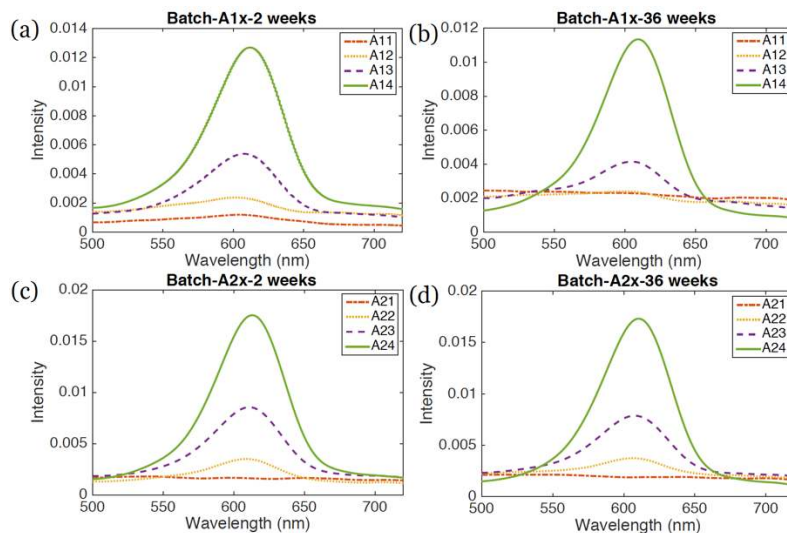 (a)
Batch-A1x-2 weeks
0.014
0.012
0.01
0.008
0.006
0.004
0.002
0
Intensity
A11
A12
A13
A14
500
550
600
650
700
Wavelength (nm)
(b)
Batch-A1x-36 weeks
0.012
0.01
0.008
0.006
0.004
0.002
0
Intensity
A11
A12
A13
A14
500
550
600
650
700
Wavelength (nm)
(c)
Batch-A2x-2 weeks
0.02
0.015
0.01
0.005
0
Intensity
A21
A22
A23
A24
500
550
600
650
700
Wavelength (nm)
(d)
Batch-A2x-36 weeks
0.02
0.015
0.01
0.005
0
Intensity
A21
A22
A23
A24
500
550
600
650
700
Wavelength (nm)